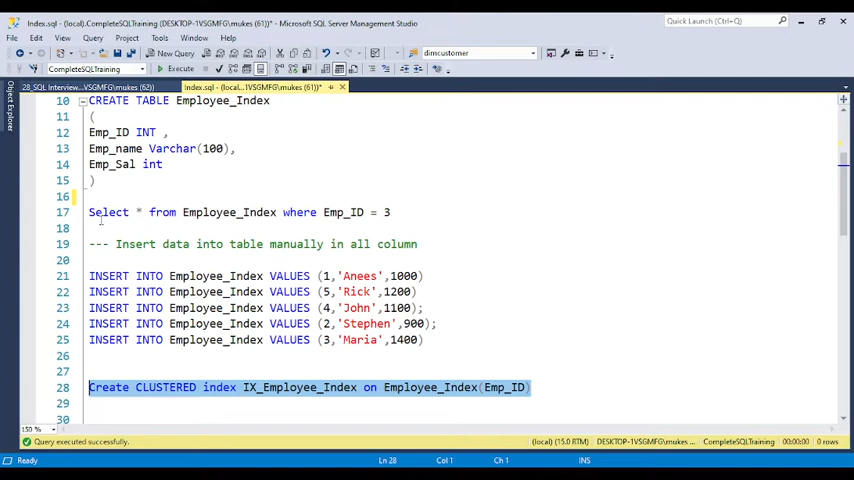 Index.sql - (local).CompleteSQLTraining (DESKTOP-1VSGMFG\mukes (61))* - Microsoft SQL Server Management Studio
Quick Launch (Ctrl+Q)
File Edit View Query Project Tools Window Help
New Query
dimcustomer
CompleteSQLTraining
Execute
28_SQL Interview...VSGMFG\mukes (62))
Index.sql - (local...1VSGMFG\mukes (61))*
Object Explorer
10 CREATE TABLE Employee_Index
11 (
12 Emp_ID INT ,
13 Emp_name Varchar(100),
14 Emp_Sal int
15 )
16
17 Select * from Employee_Index where Emp_ID = 3
18
19 --- Insert data into table manually in all column
20
21 INSERT INTO Employee_Index VALUES (1,'Anees',1000)
22 INSERT INTO Employee_Index VALUES (5,'Rick',1200)
23 INSERT INTO Employee_Index VALUES (4,'John',1100);
24 INSERT INTO Employee_Index VALUES (2,'Stephen',900);
25 INSERT INTO Employee_Index VALUES (3,'Maria',1400)
28 Create CLUSTERED index IX_Employee_Index on Employee_Index(Emp_ID)
29
30
150 %
Query executed successfully.
(local) (15.0 RTM) DESKTOP-1VSGMFG\mukes ... CompleteSQLTraining 00:00:00 0 rows
Ready Ln 28 Col 1 Ch 1 INS